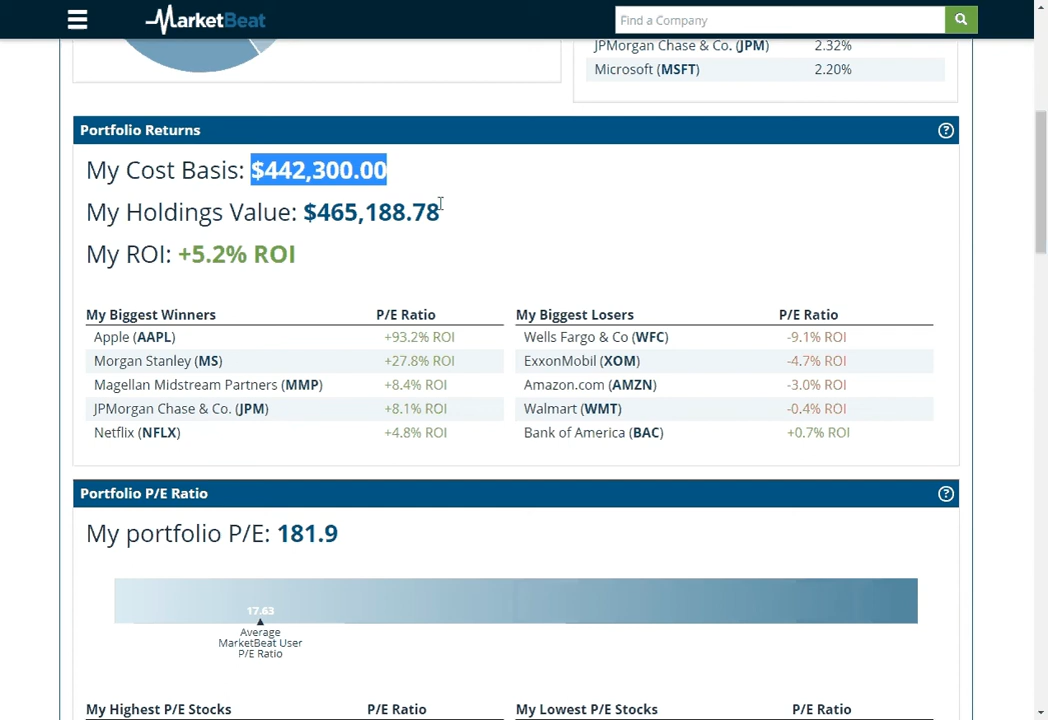 MarketBeat
Find a Company
JPMorgan Chase & Co. (JPM) 2.32%
Microsoft (MSFT) 2.20%
Portfolio Returns ?
My Cost Basis: $442,300.00
My Holdings Value: $465,188.78
My ROI: +5.2% ROI
My Biggest Winners P/E Ratio My Biggest Losers P/E Ratio
Apple (AAPL) +93.2% ROI Wells Fargo & Co (WFC) -9.1% ROI
Morgan Stanley (MS) +27.8% ROI ExxonMobil (XOM) -4.7% ROI
Magellan Midstream Partners (MMP) +8.4% ROI Amazon.com (AMZN) -3.0% ROI
JPMorgan Chase & Co. (JPM) +8.1% ROI Walmart (WMT) -0.4% ROI
Netflix (NFLX) +4.8% ROI Bank of America (BAC) +0.7% ROI
Portfolio P/E Ratio ?
My portfolio P/E: 181.9
17.63
Average
MarketBeat User
P/E Ratio
My Highest P/E Stocks P/E Ratio My Lowest P/E Stocks P/E Ratio